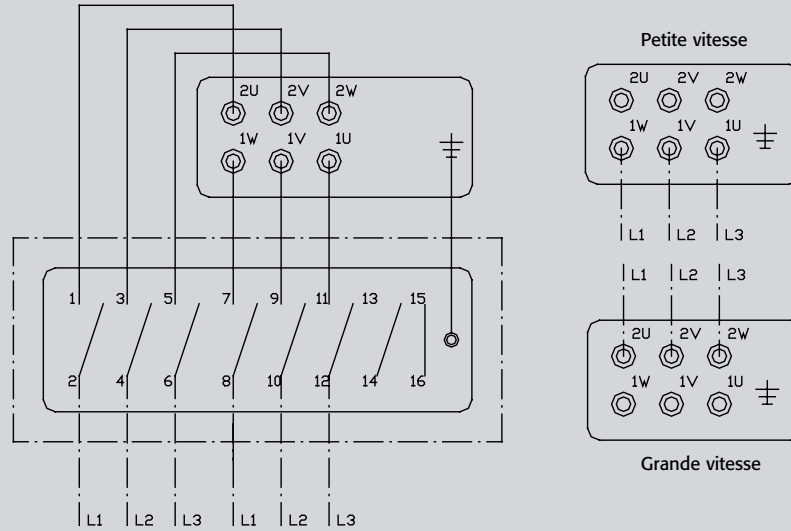 2U 2V 2W
1W 1V 1U
1 3 5 7 9 11 13 15
2 4 6 8 10 12 14 16
L1 L2 L3 L1 L2 L3
Petite vitesse
2U 2V 2W
1W 1V 1U
L1 L2 L3
L1 L2 L3
2U 2V 2W
1W 1V 1U
Grande vitesse